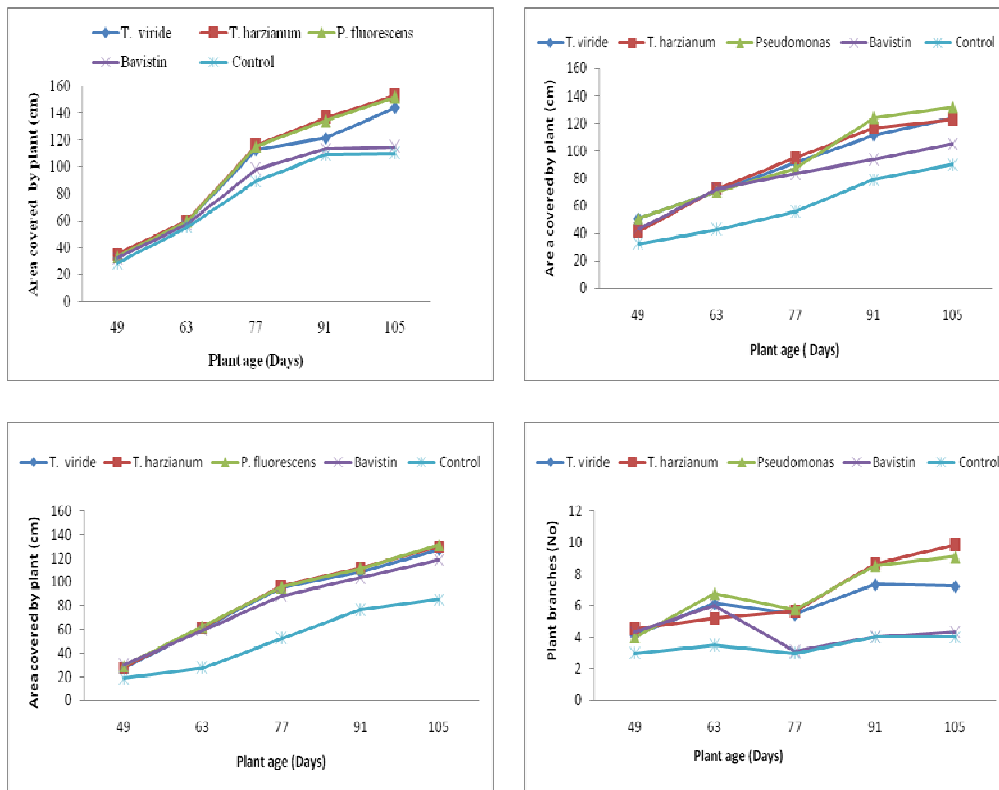 T. viride T. harzianum P. fluorescens
Bavistin Control
Area covered by plant (cm)
160
140
120
100
80
60
40
20
0
49 63 77 91 105
Plant age (Days)
T. viride T. harzianum Pseudomonas Bavistin Control
Are a covered by plant (cm)
160
140
120
100
80
60
40
20
0
49 63 77 91 105
Plant age ( Days)
T. viride T. harzianum P. fluorescens Bavistin Control
Area covered by plant (cm)
160
140
120
100
80
60
40
20
0
49 63 77 91 105
Plant age (Days)
T. viride T. harzianum Pseudomonas Bavistin Control
Plant branches (No)
12
10
8
6
4
2
0
49 63 77 91 105
Plant age (Days)